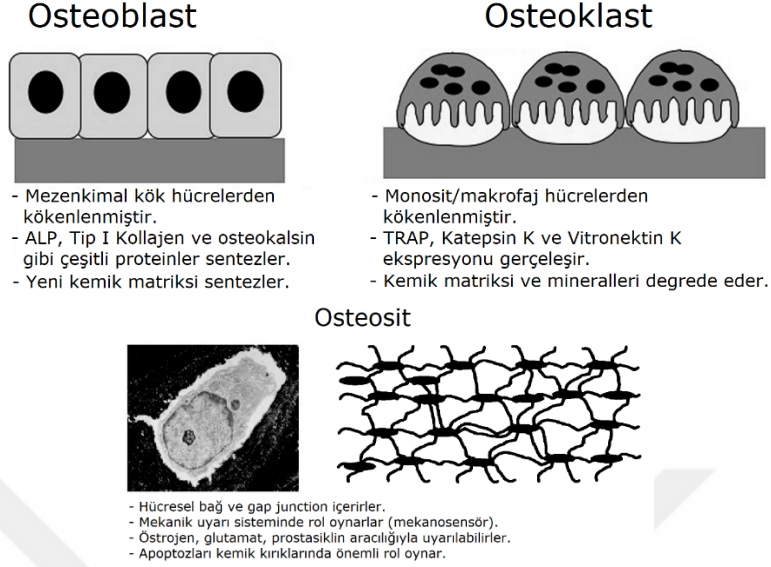 Osteoblast
- Mezenkimal kök hücrelerden
kökenlenmiştir.
- ALP, Tip I Kollajen ve osteokalsin
gibi çeşitli proteinler sentezler.
- Yeni kemik matriksi sentezler.
Osteoklast
- Monosit/makrofaj hücrelerden
kökenlenmiştir.
- TRAP, Katepsin K ve Vitronektin K
ekspresyonu gerçeleşir.
- Kemik matriksi ve mineralleri degrede eder.
Osteosit
- Hücresel bağ ve gap junction içerirler.
- Mekanik uyarı sisteminde rol oynarlar (mekanosensör).
- Östrojen, glutamat, prostasiklin aracılığıyla uyarılabilirler.
- Apoptozları kemik kırıklarında önemli rol oynar.